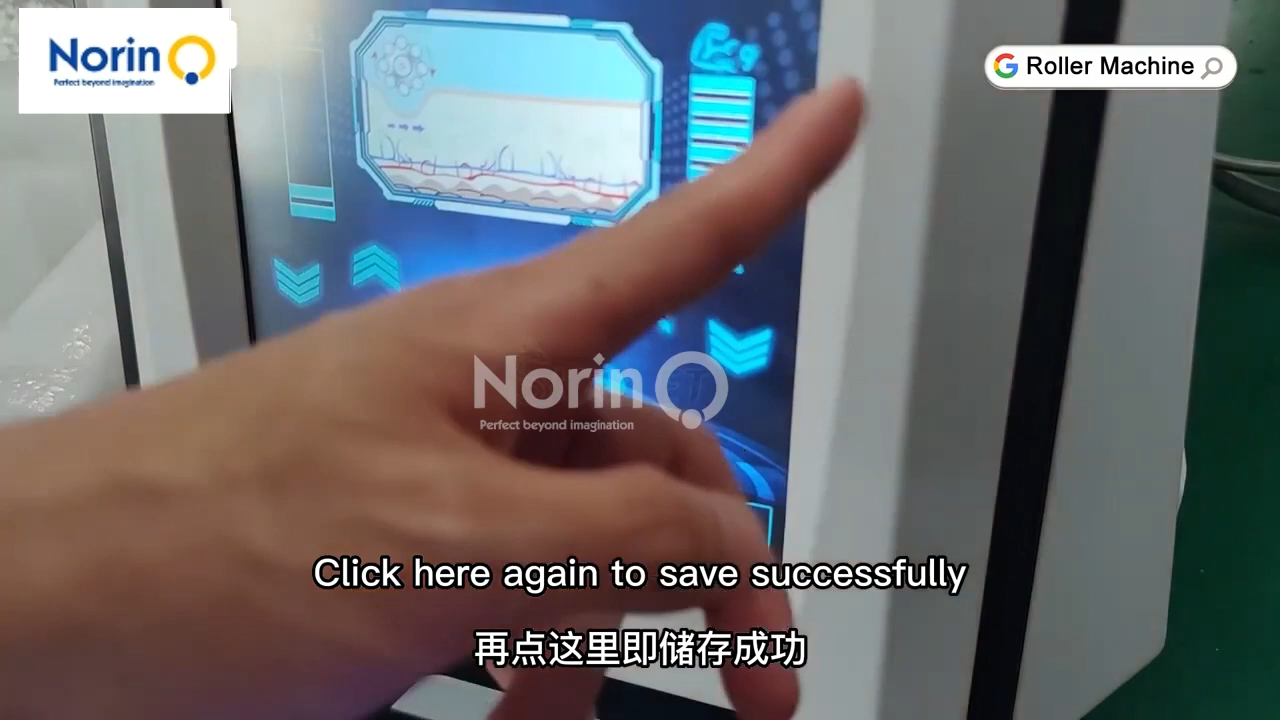 Norin
Perfect beyond imagination
Roller Machine
Norin
Perfect beyond imagination
Click here again to save successfully
再点这里即储存成功